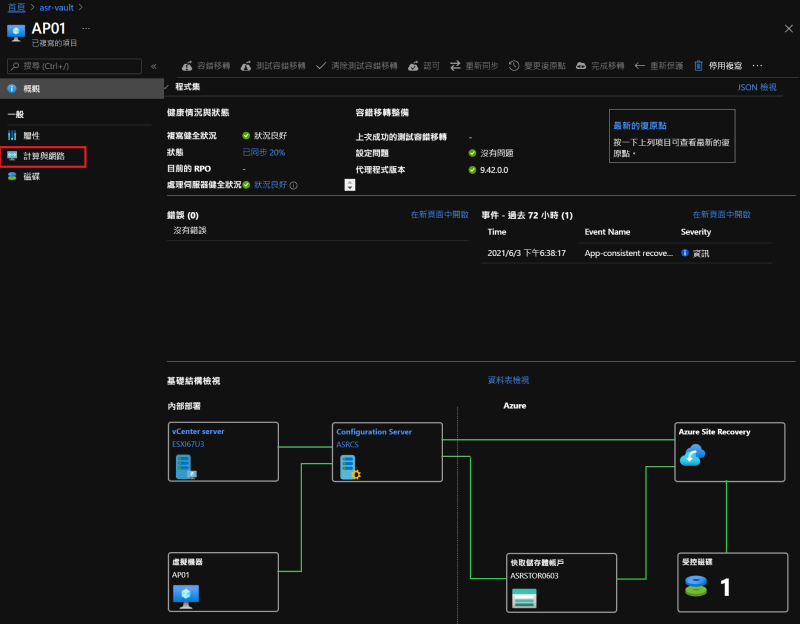 首頁 > asr-vault >
AP01 ...
已複寫的項目
搜尋 (Ctrl+/)
«
容錯移轉 測試容錯移轉 清除測試容錯移轉 認可 重新同步 變更復原點 完成移轉 重新保護 停用複寫 ...
概觀
一般
屬性
計算與網路
磁碟
程式集
JSON 檢視
健康情況與狀態
複寫健全狀況 狀況良好
狀態 已同步 20%
目前的 RPO -
處理伺服器健全狀況 狀況良好
容錯移轉整備
上次成功的測試容錯移轉 -
設定問題 沒有問題
代理程式版本 9.42.0.0
最新的復原點
按一下上列項目可查看最新的復
原點。
錯誤 (0) 在新頁面中開啟
沒有錯誤
事件 - 過去 72 小時 (1) 在新頁面中開啟
Time Event Name Severity
2021/6/3 下午6:38:17 App-consistent recove... 資訊
基礎結構檢視 資料表檢視
內部部署 Azure
vCenter server
ESXI67U3
Configuration Server
ASRCS
Azure Site Recovery
虛擬機器
AP01
快取儲存體帳戶
ASRSTOR0603
受控磁碟
1